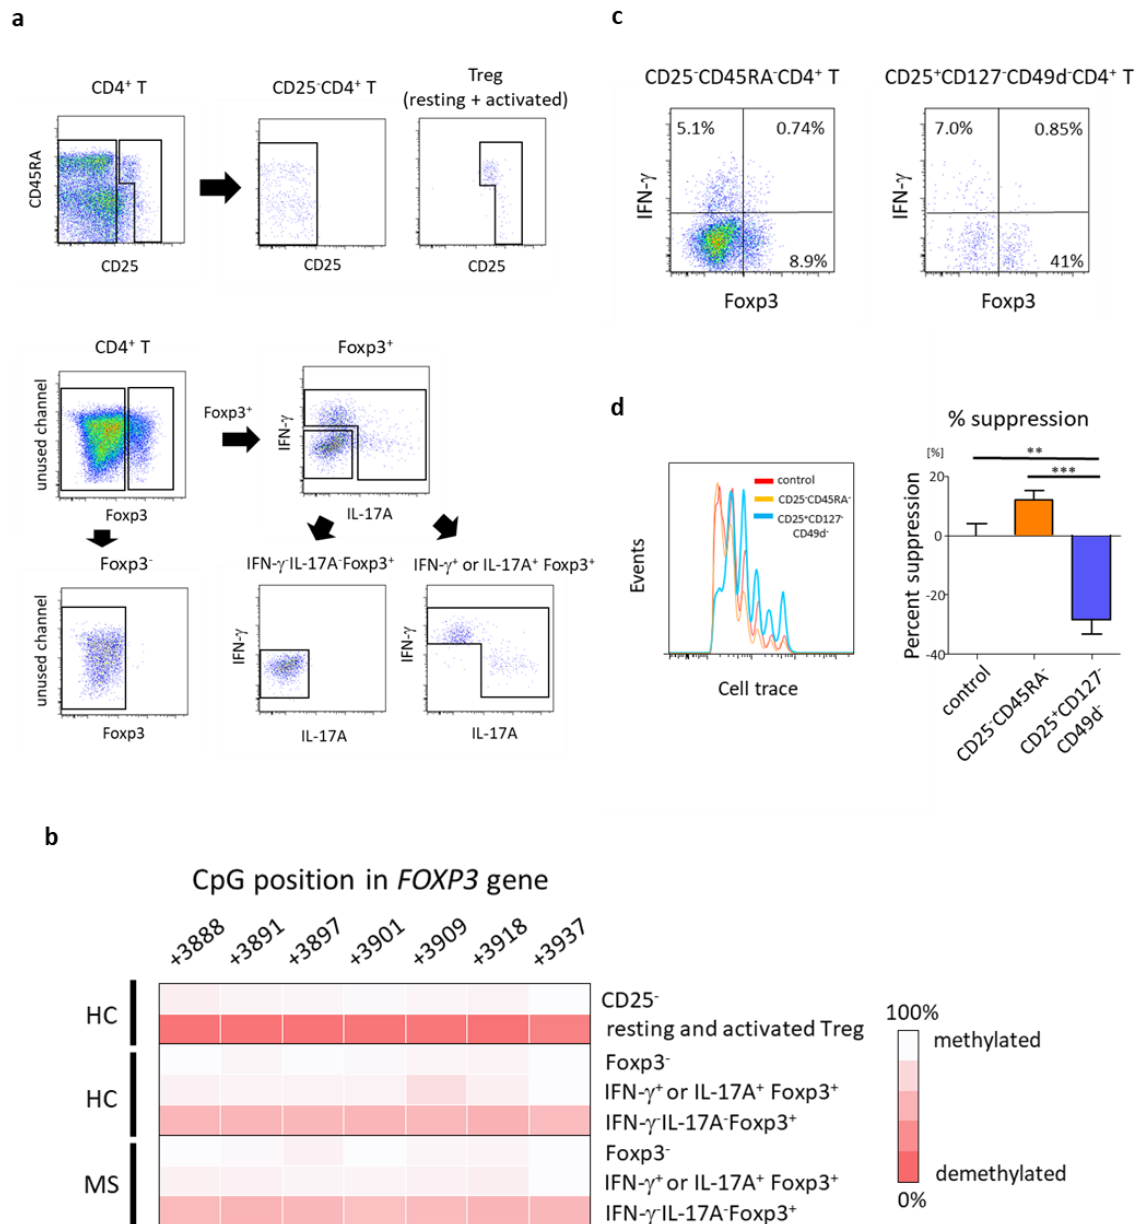 a
CD4⁺ T
CD25⁻CD4⁺ T
Treg
(resting + activated)
CD45RA
CD25
CD25
CD25
CD4⁺ T
Foxp3⁺
unused channel
Foxp3⁺
IFN-γ
Foxp3
IL-17A
Foxp3⁻
IFN-γ⁻IL-17A⁻Foxp3⁺
IFN-γ⁺ or IL-17A⁺ Foxp3⁺
unused channel
IFN-γ
IFN-γ
Foxp3
IL-17A
IL-17A
c
CD25⁻CD45RA⁻CD4⁺ T
CD25⁺CD127⁻CD49d⁻CD4⁺ T
5.1%
0.74%
7.0%
0.85%
IFN-γ
IFN-γ
8.9%
41%
Foxp3
Foxp3
d
% suppression
[%]
**
***
control
CD25⁻CD45RA⁻
CD25⁺CD127⁻
CD49d⁻
Events
Cell trace
Percent suppression
20
0
-20
-40
control
CD25⁻CD45RA⁻
CD25⁺CD127⁻
CD49d⁻
b
CpG position in FOXP3 gene
+3888
+3891
+3897
+3901
+3909
+3918
+3937
HC
CD25⁻
resting and activated Treg
HC
Foxp3⁻
IFN-γ⁺ or IL-17A⁺ Foxp3⁺
IFN-γ⁻IL-17A⁻Foxp3⁺
MS
Foxp3⁻
IFN-γ⁺ or IL-17A⁺ Foxp3⁺
IFN-γ⁻IL-17A⁻Foxp3⁺
100%
methylated
demethylated
0%